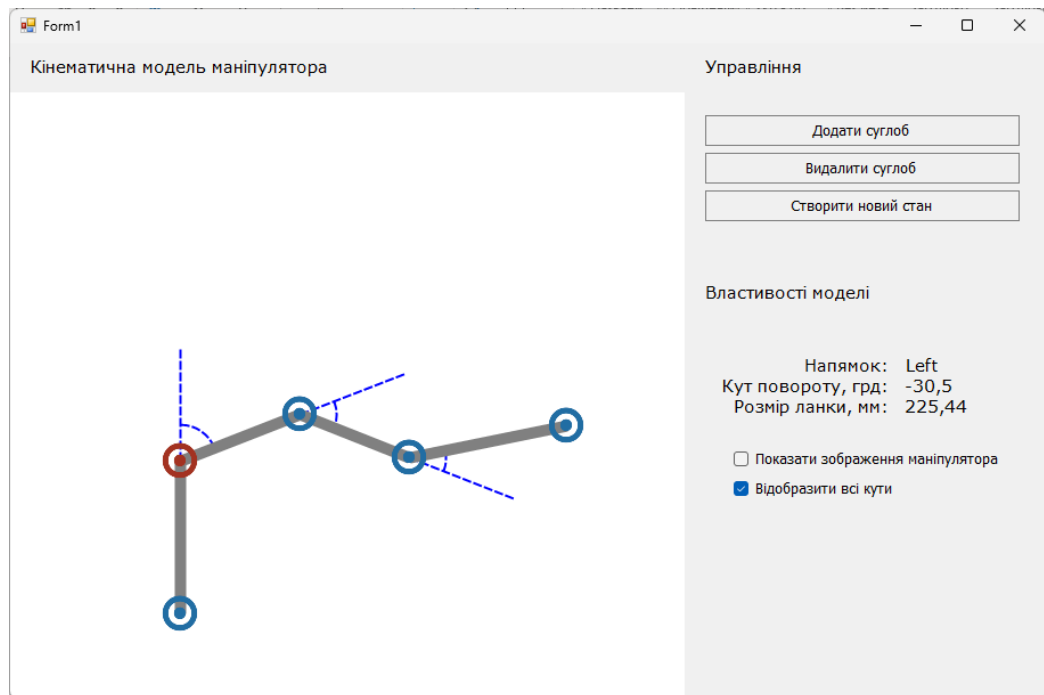 Form1
Кінематична модель маніпулятора
Управління
Додати суглоб
Видалити суглоб
Створити новий стан
Властивості моделі
Напямок: Left
Кут повороту, грд: -30,5
Розмір ланки, мм: 225,44
Показати зображення маніпулятора
Відобразити всі кути